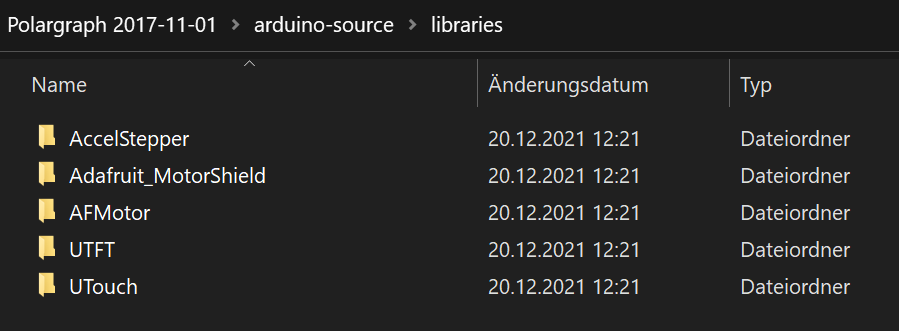 Polargraph 2017-11-01 > arduino-source > libraries
Name Änderungsdatum Typ
AccelStepper 20.12.2021 12:21 Dateiordner
Adafruit_MotorShield 20.12.2021 12:21 Dateiordner
AFMotor 20.12.2021 12:21 Dateiordner
UTFT 20.12.2021 12:21 Dateiordner
UTouch 20.12.2021 12:21 Dateiordner